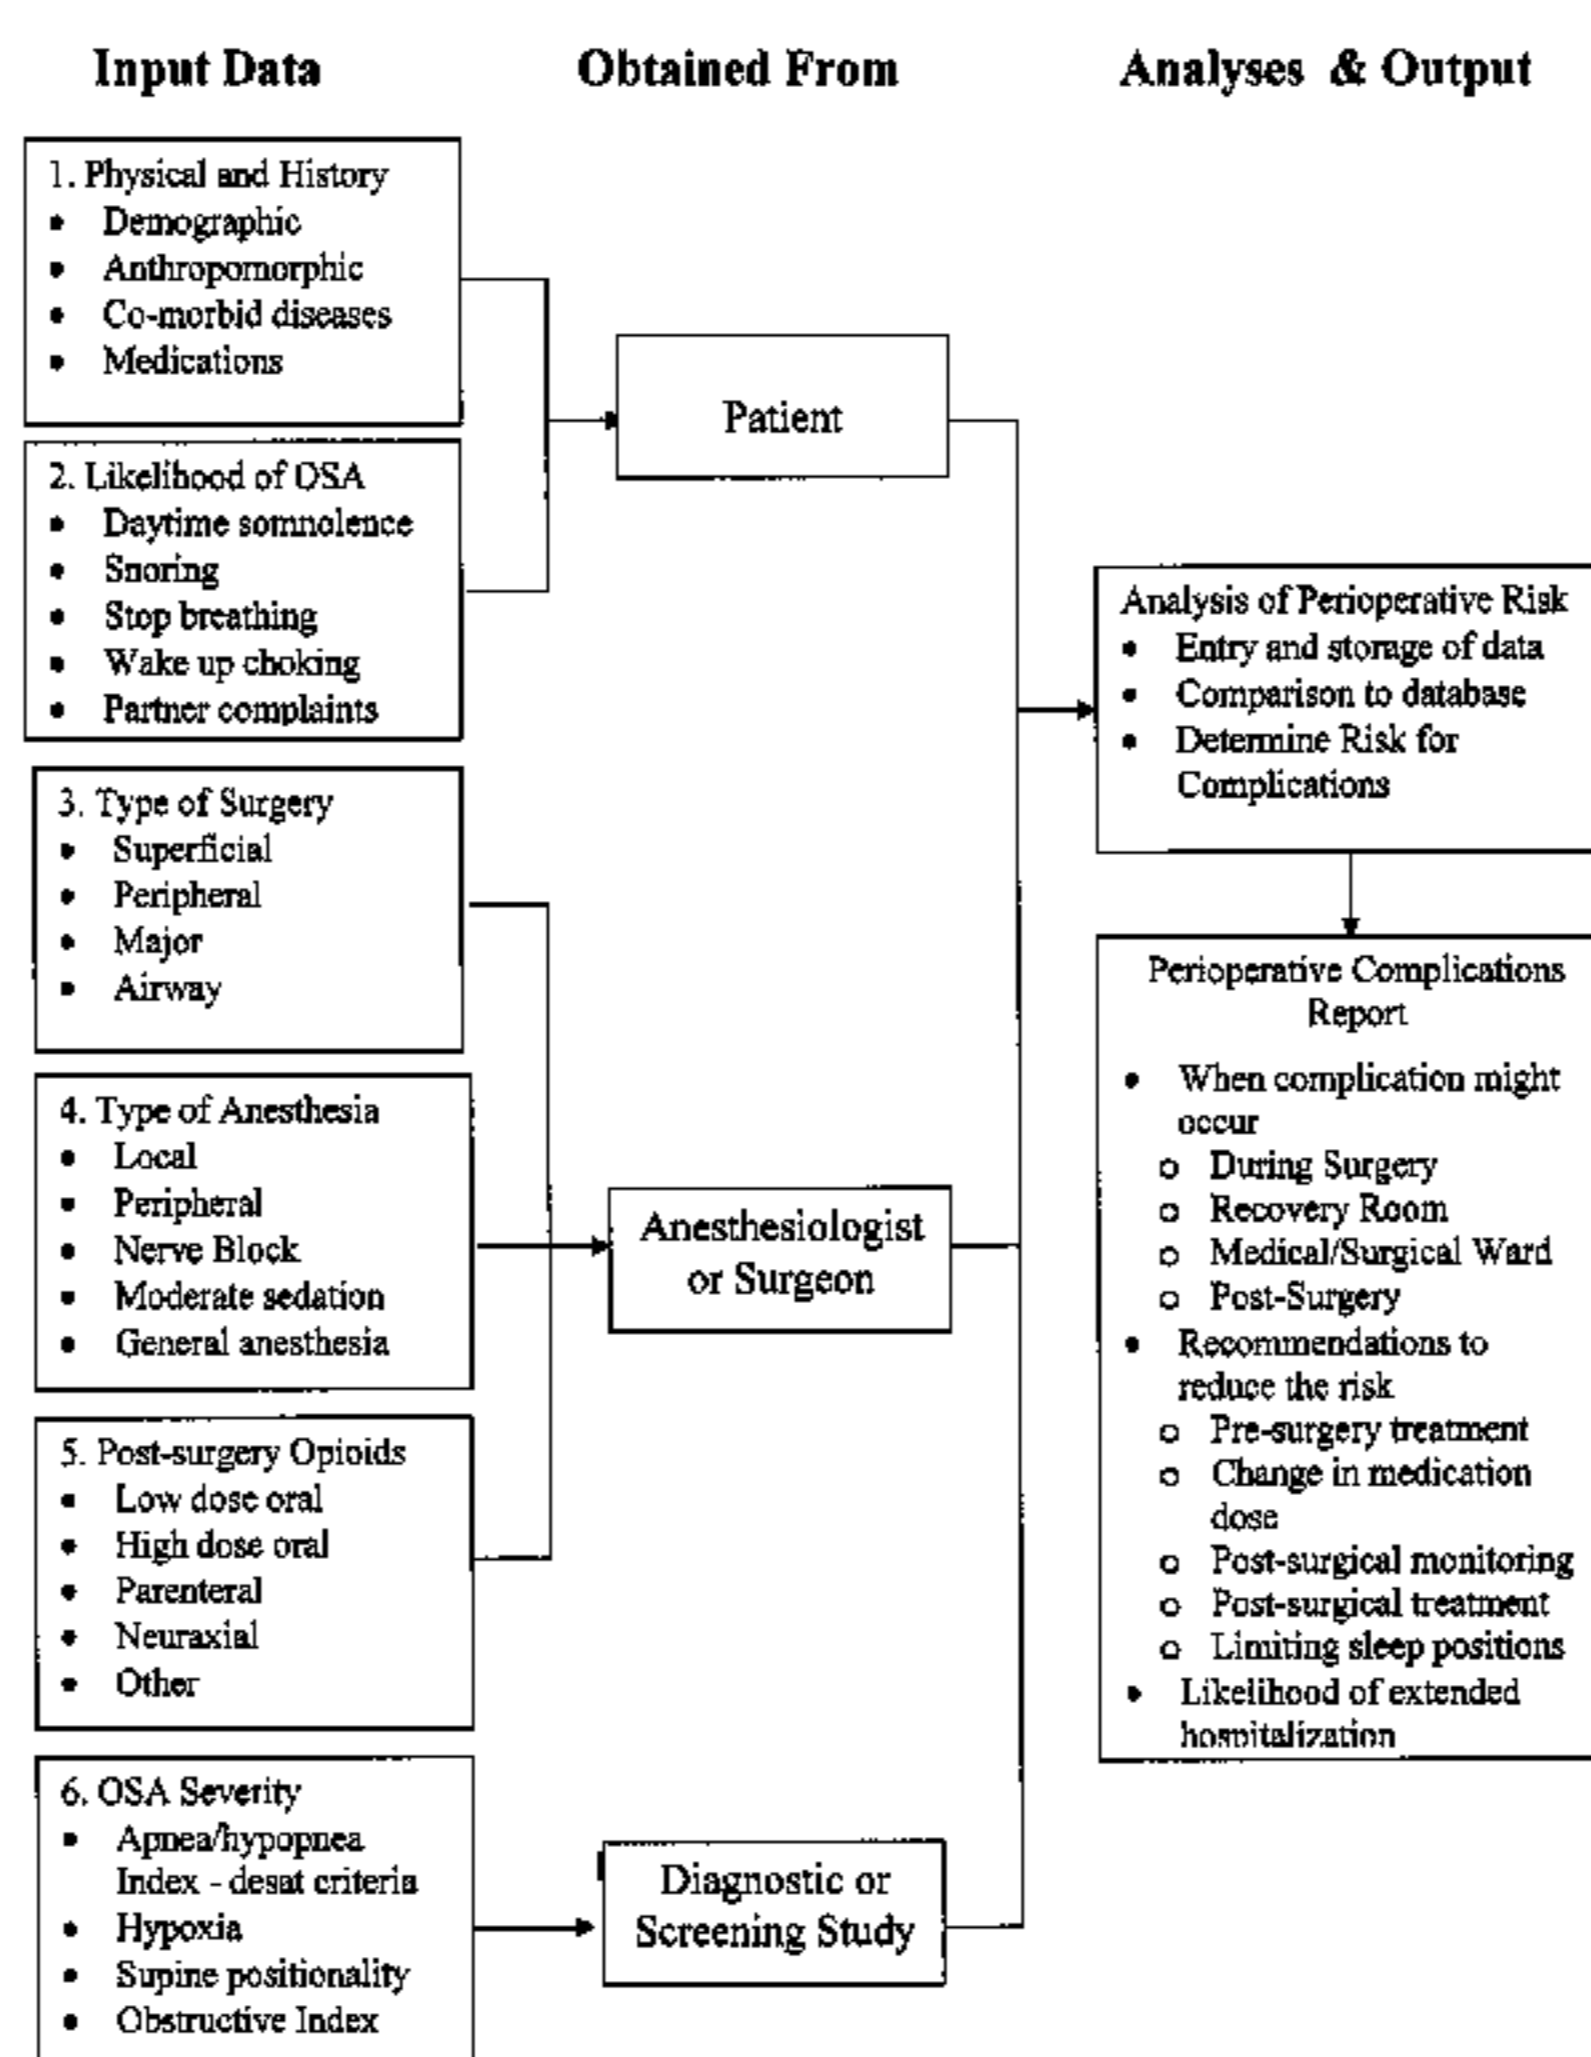 Input Data
Obtained From
Analyses & Output
1. Physical and History
• Demographic
• Anthropomorphic
• Co-morbid diseases
• Medications
2. Likelihood of OSA
• Daytime somnolence
• Snoring
• Stop breathing
• Wake up choking
• Partner complaints
3. Type of Surgery
• Superficial
• Peripheral
• Major
• Airway
4. Type of Anesthesia
• Local
• Peripheral
• Nerve Block
• Moderate sedation
• General anesthesia
5. Post-surgery Opioids
• Low dose oral
• High dose oral
• Parenteral
• Neuraxial
• Other
6. OSA Severity
• Apnea/hypopnea
Index - desat criteria
• Hypoxia
• Supine positionality
• Obstructive Index
Patient
Anesthesiologist
or Surgeon
Diagnostic or
Screening Study
Analysis of Perioperative Risk
• Entry and storage of data
• Comparison to database
• Determine Risk for
Complications
Perioperative Complications
Report
• When complication might
occur
o During Surgery
o Recovery Room
o Medical/Surgical Ward
o Post-Surgery
• Recommendations to
reduce the risk
o Pre-surgery treatment
o Change in medication
dose
o Post-surgical monitoring
o Post-surgical treatment
o Limiting sleep positions
• Likelihood of extended
hospitalization